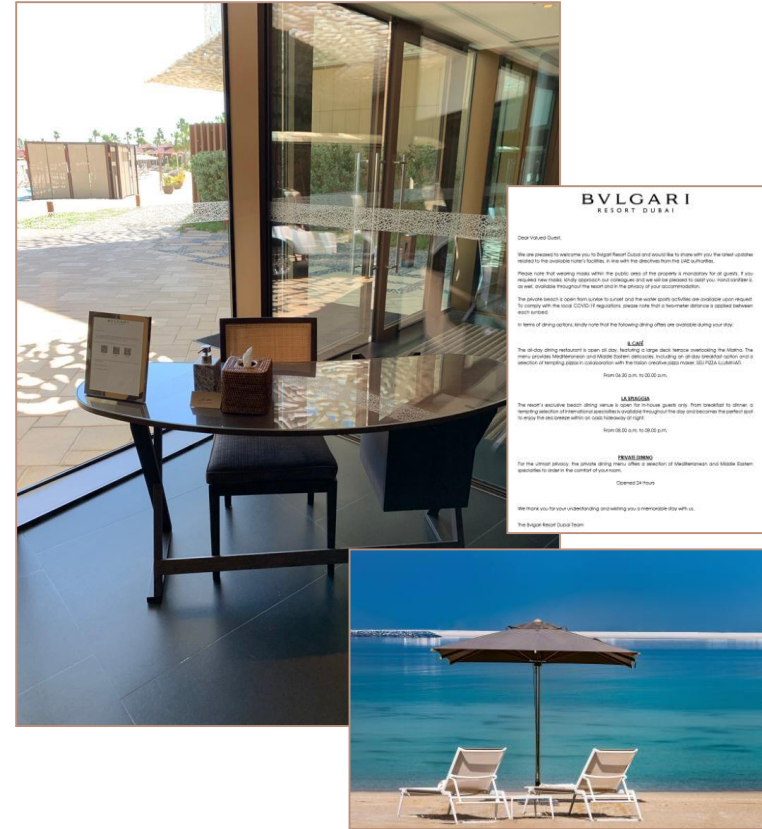 BVLGARI
RESORT DUBAI
Dear Valued Guest,
We are pleased to welcome you to Bvlgari Resort Dubai and would like to share with you the latest updates
related to the available hotel's facilities, in line with the directives from the UAE authorities.
Please note that wearing masks within the public area of the property is mandatory for all guests, if you
required new masks, kindly approach our colleagues and we will be pleased to assist you. Hand sanitizer is,
as well, available throughout the resort and in the privacy of your accommodation.
The private beach is open from sunrise to sunset and the water sports activities are available upon request.
To comply with the local COVID-19 regulations, please note that a two-meter distance is applied between
each sunbed.
In terms of dining options, kindly note that the following dining offers are available during your stay:
IL CAFÈ
The all-day dining restaurant is open all day, featuring a large deck terrace overlooking the Marina. The
menu provides Mediterranean and Middle Eastern delicacies, including an all-day breakfast option and a
selection of tempting pizza in collaboration with the Italian creative pizza maker, SEU PIZZA ILLUMINATI.
From 06.30 a.m. to 00.00 a.m.
LA SPIAGGIA
The resort's exclusive beach dining venue is open for in-house guests only. From breakfast to dinner, a
tempting selection of international specialties is available throughout the day and becomes the perfect spot
to enjoy the sea breeze within an oasis hideaway at night.
From 08.00 a.m. to 08.00 p.m.
PRIVATE DINING
For the utmost privacy, the private dining menu offers a selection of Mediterranean and Middle Eastern
specialties to order in the comfort of your room.
Opened 24 hours
We thank you for your understanding and wishing you a memorable stay with us.
The Bvlgari Resort Dubai Team
BVLGARI